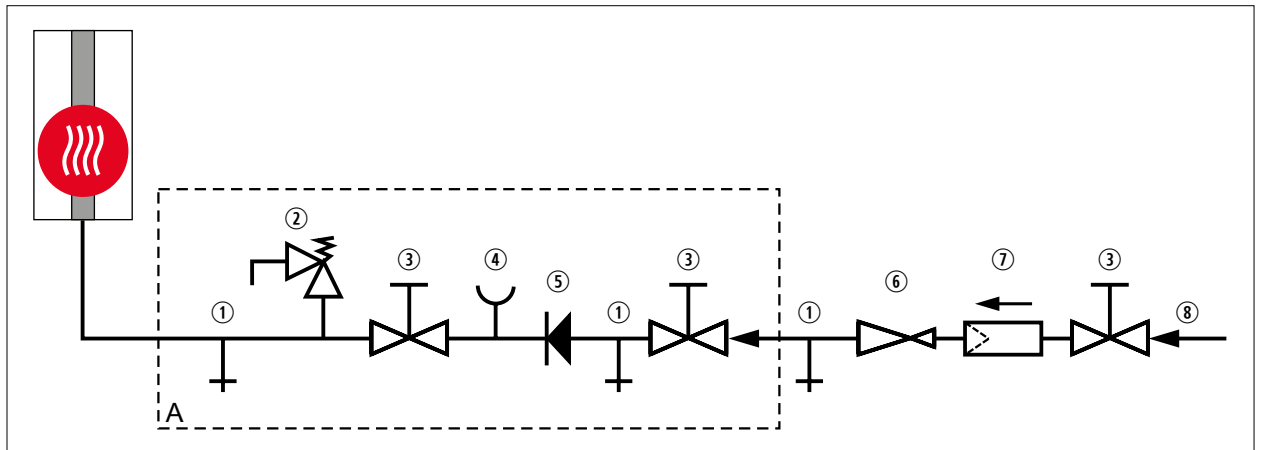 ②
③ ④ ③ ⑦ ③
⑤ ⑥
① ① ① ⑧
A